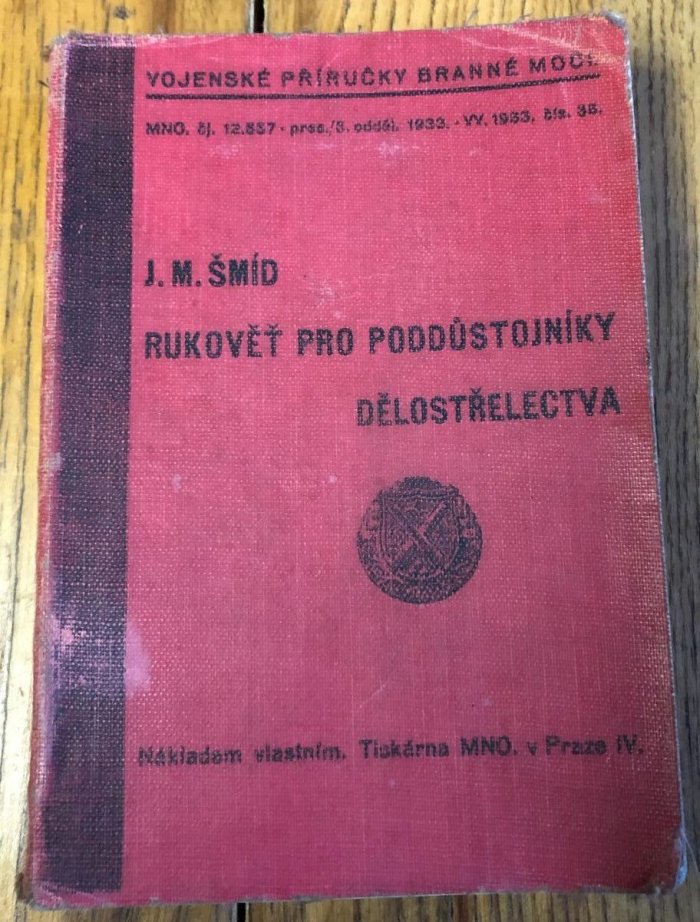 VOJENSKÉ PŘÍRUČKY BRANNÉ MOCI.
MNO. čj. 12.557 - pres./3. odděl. 1933. - VV. 1933, čís. 35.
J. M. ŠMÍD
RUKOVĚŤ PRO PODDŮSTOJNÍKY
DĚLOSTŘELECTVA
Nákladem vlastním. Tiskárna MNO. v Praze IV.